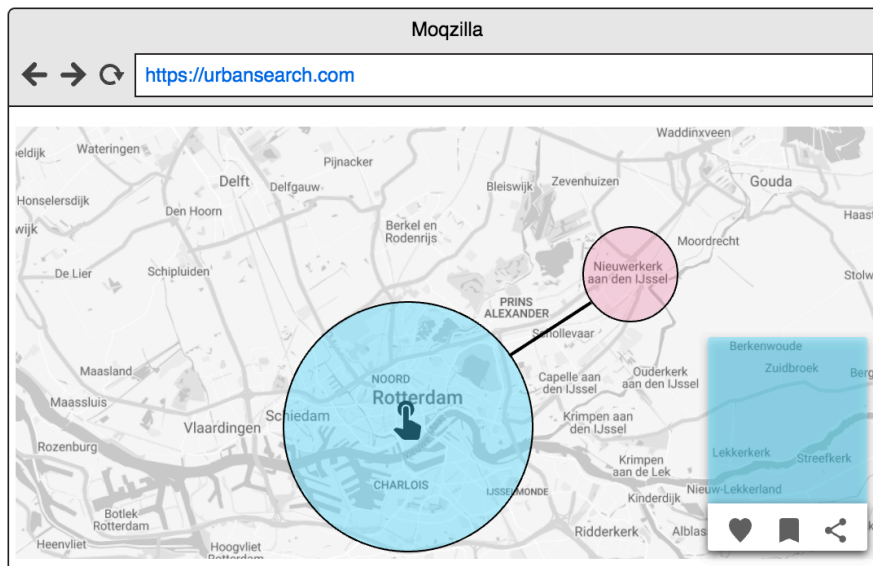 Moqzilla
https://urbansearch.com
Waddinxveen
eldijk
Wateringen
Pijnacker
Delft
Delfgauw
Bleiswijk
Zevenhuizen
Gouda
Honselersdijk
Den Hoorn
wijk
Berkel en
Rodenrijs
Haast
Moordrecht
De Lier
Schipluiden
Nieuwerkerk
aan den IJssel
Stolw
PRINS
ALEXANDER
Schollevaar
Berkenwoude
Maasland
NOORD
Rotterdam
Capelle aan
den IJssel
Ouderkerk
aan den IJssel
Zuidbroek
Berg
Maassluis
Schiedam
Vlaardingen
Krimpen aan
den IJssel
Rozenburg
Krimpen
aan de Lek
Lekkerkerk
Streefkerk
CHARLOIS
IJSSELMONDE
Kinderdijk
Nieuw-Lekkerland
Botlek
Rotterdam
Ridderkerk
Alblas
Heenvliet
Hoogvliet
Rotterdam